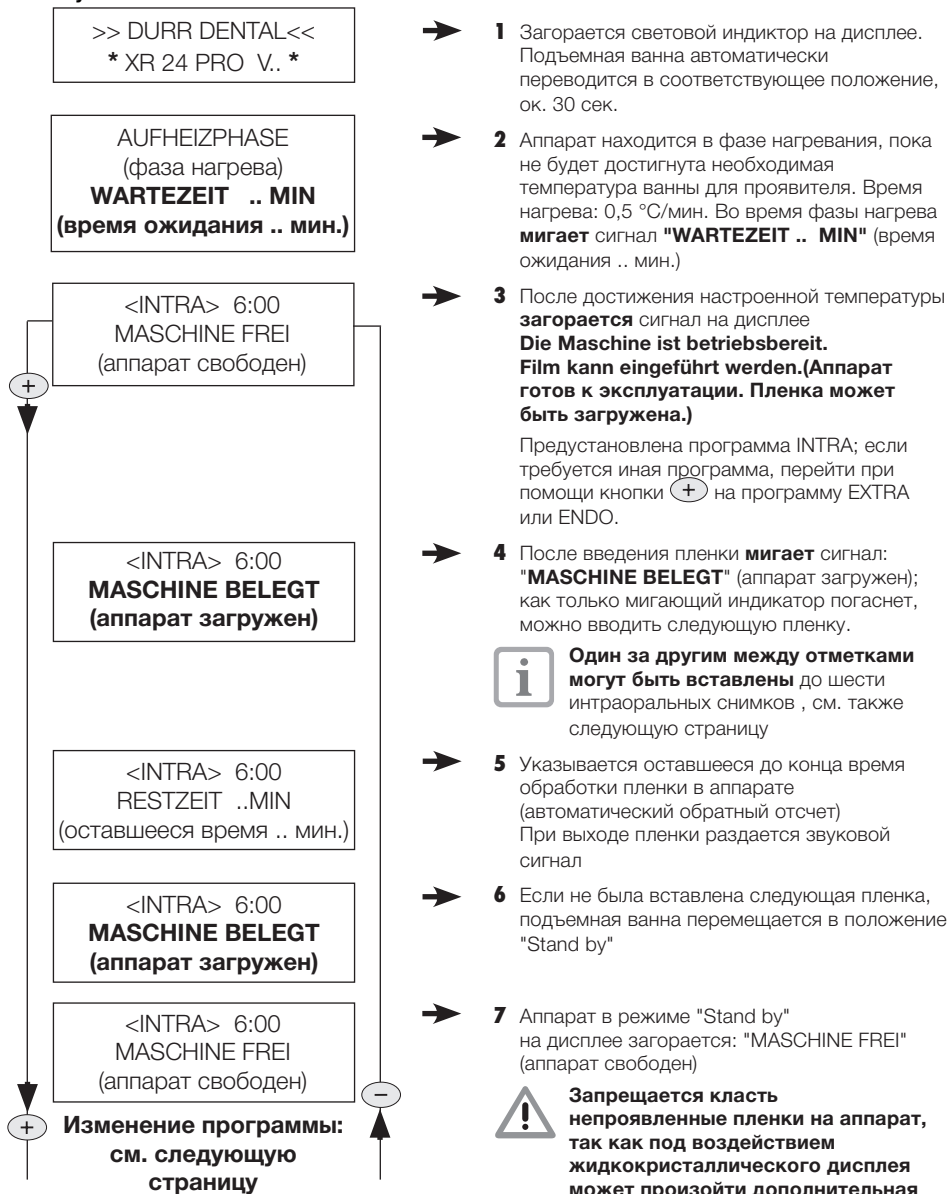 >> DURR DENTAL<<
* XR 24 PRO  V.. *
1 Загорается световой индиктор на дисплее.
Подъемная ванна автоматически
переводится в соответствующее положение,
ок. 30 сек.
AUFHEIZPHASE
(фаза нагрева)
WARTEZEIT  .. MIN
(время ожидания .. мин.)
2 Аппарат находится в фазе нагревания, пока
не будет достигнута необходимая
температура ванны для проявителя. Время
нагрева: 0,5 °C/мин. Во время фазы нагрева
мигает сигнал "WARTEZEIT ..  MIN" (время
ожидания .. мин.)
<INTRA>  6:00
MASCHINE FREI
(аппарат свободен)
+
3 После достижения настроенной температуры
загорается сигнал на дисплее
Die Maschine ist betriebsbereit.
Film kann eingeführt werden.(Аппарат
готов к эксплуатации. Пленка может
быть загружена.)
Предустановлена программа INTRA; если
требуется иная программа, перейти при
помощи кнопки + на программу EXTRA
или ENDO.
<INTRA>  6:00
MASCHINE BELEGT
(аппарат загружен)
4 После введения пленки мигает сигнал:
"MASCHINE BELEGT" (аппарат загружен);
как только мигающий индикатор погаснет,
можно вводить следующую пленку.
i
Один за другим между отметками
могут быть вставлены до шести
интраоральных снимков , см. также
следующую страницу
<INTRA>  6:00
RESTZEIT  ..MIN
(оставшееся время .. мин.)
5 Указывается оставшееся до конца время
обработки пленки в аппарате
(автоматический обратный отсчет)
При выходе пленки раздается звуковой
сигнал
<INTRA>  6:00
MASCHINE BELEGT
(аппарат загружен)
6 Если не была вставлена следующая пленка,
подъемная ванна перемещается в положение
"Stand by"
<INTRA>  6:00
MASCHINE FREI
(аппарат свободен)
−
+
Изменение программы:
см. следующую
страницу
7 Аппарат в режиме "Stand by"
на дисплее загорается: "MASCHINE FREI"
(аппарат свободен)
!
Запрещается класть
непроявленные пленки на аппарат,
так как под воздействием
жидкокристаллического дисплея
может произойти дополнительная